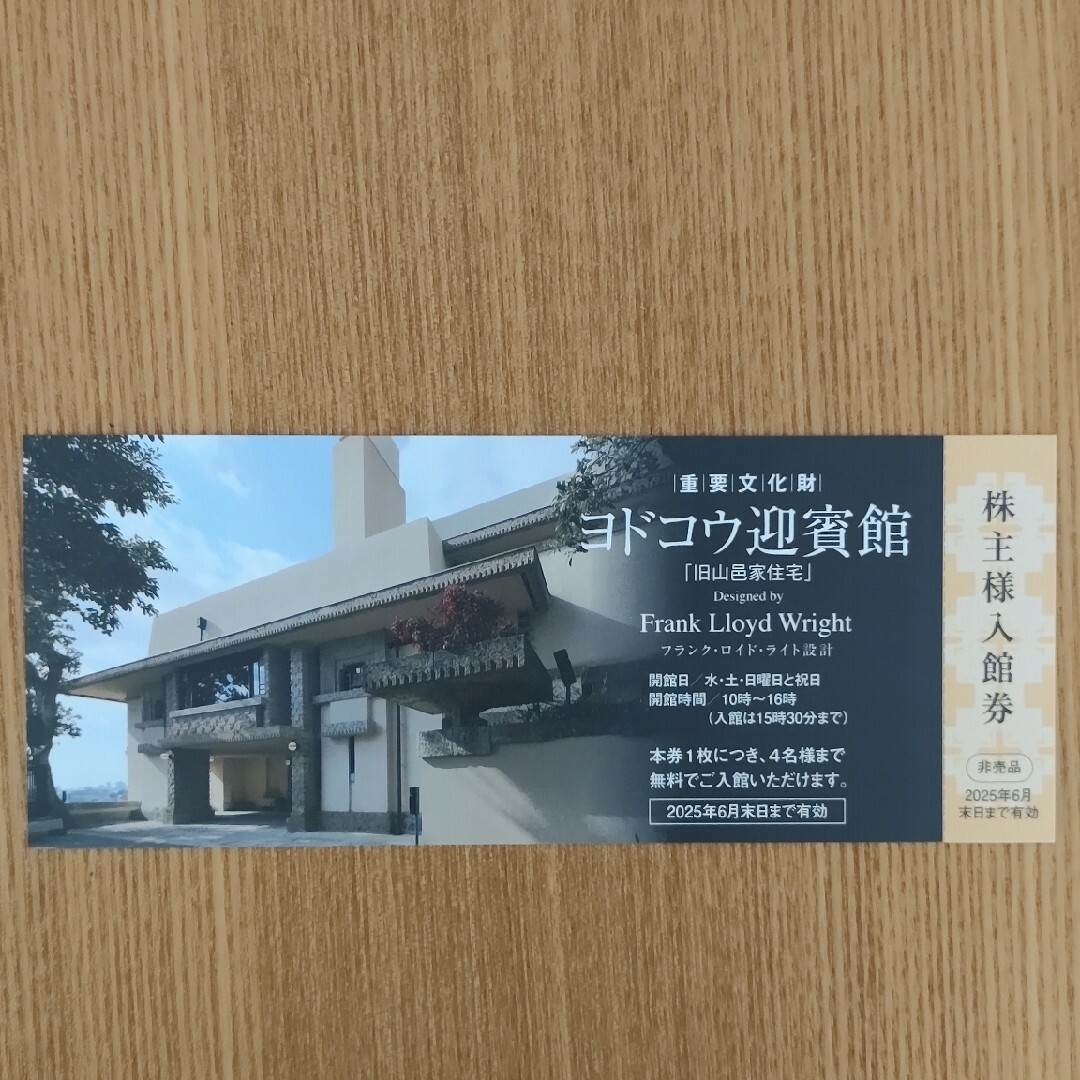 重要文化財
ヨドコウ迎賓館
「旧山邑家住宅」
Designed by
Frank Lloyd Wright
フランク・ロイド・ライト設計
開館日／水・土・日曜日と祝日
開館時間／10時〜16時
（入館は15時30分まで）
本券1枚につき、4名様まで
無料でご入館いただけます。
2025年6月末日まで有効
株主様入館券
非売品
2025年6月
末日まで有効